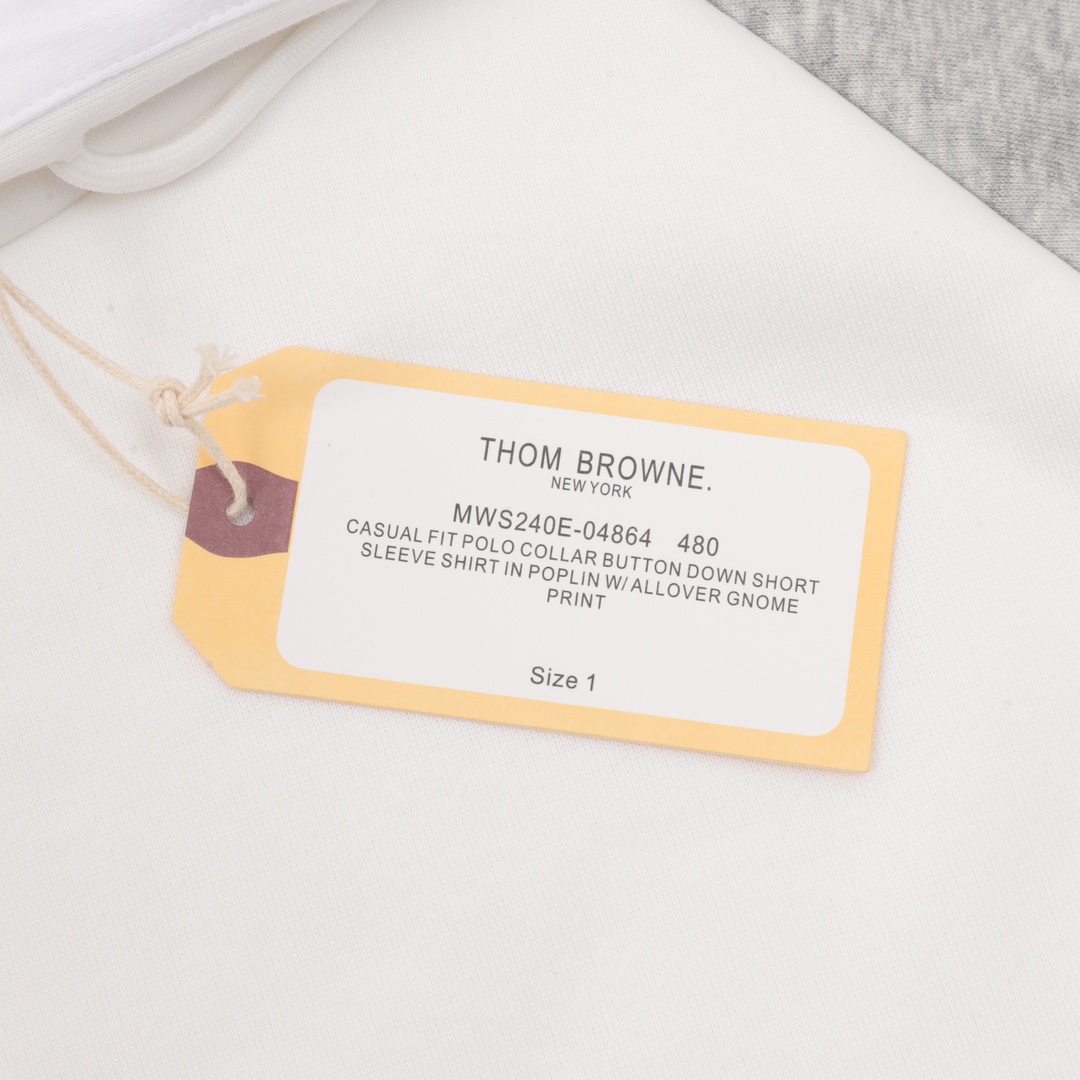 THOM BROWNE.
NEW YORK
MWS240E-04864 480
CASUAL FIT POLO COLLAR BUTTON DOWN SHORT
SLEEVE SHIRT IN POPLIN W/ ALLOVER GNOME
PRINT
Size 1